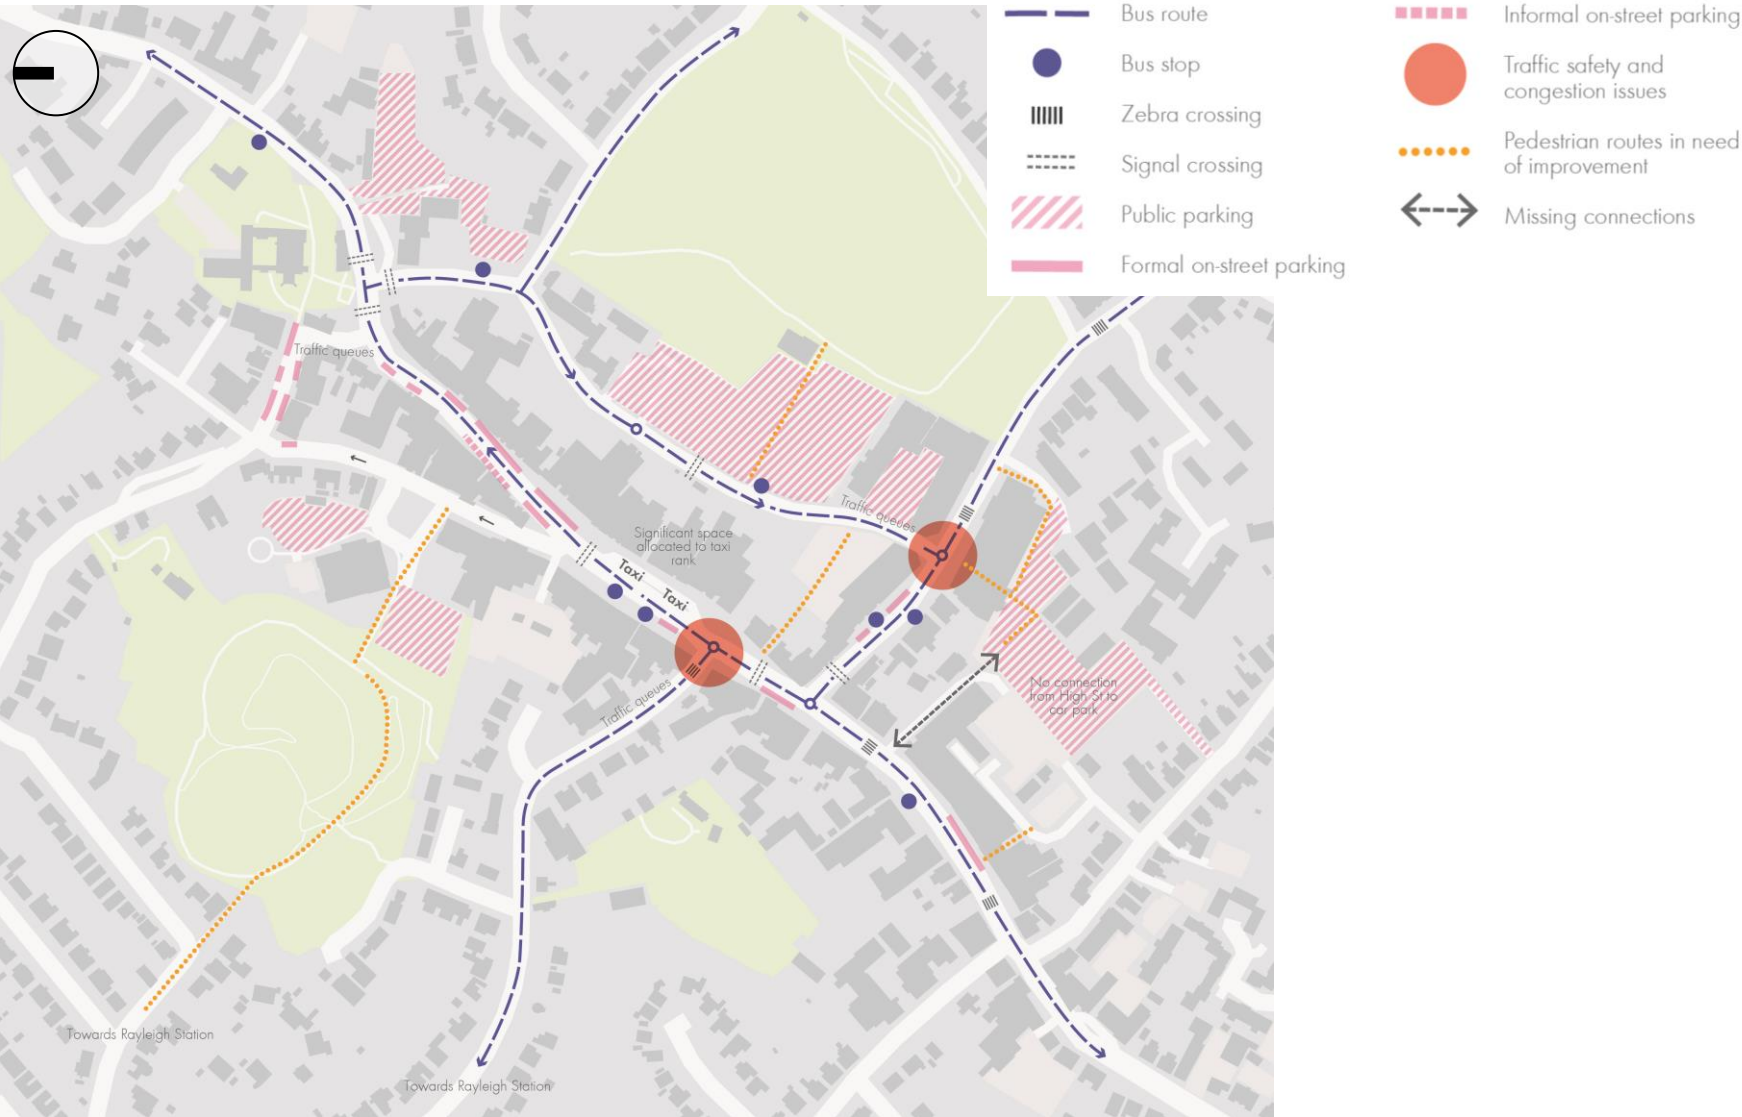 Bus route
Bus stop
Zebra crossing
Signal crossing
Public parking
Formal on-street parking
Informal on-street parking
Traffic safety and
congestion issues
Pedestrian routes in need
of improvement
Missing connections
Traffic queues
Traffic queues
Significant space
allocated to taxi
rank
Taxi
Taxi
Traffic queues
No connection
from High St to
car park
Towards Rayleigh Station
Towards Rayleigh Station